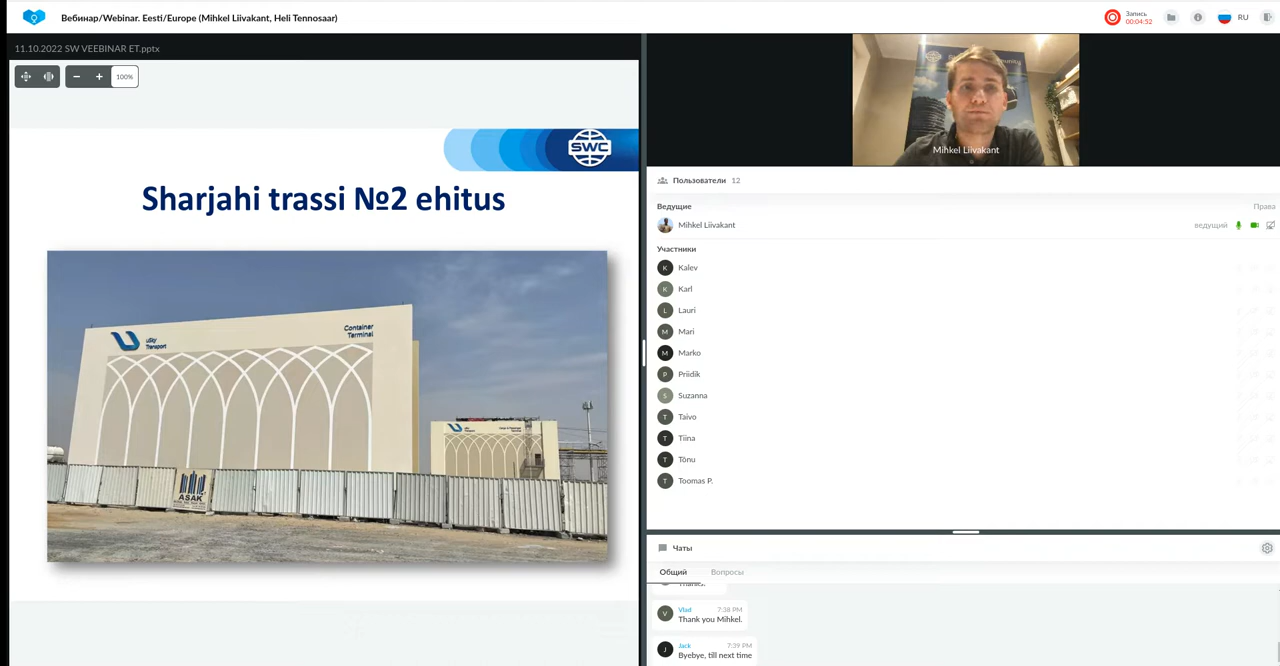 Вебинар/Webinar. Eesti/Europe (Mihkel Liivakant, Heli Tennosaar)
Запись
00:04:52
RU
11.10.2022 SW VEEBINAR ET.pptx
100%
SWC
Sharjahi trassi №2 ehitus
uSky
Transport
Container
Terminal
ASAK
Mihkel Liivakant
Пользователи 12
Ведущие
Права
Mihkel Liivakant
ведущий
Участники
K Kalev
K Karl
L Lauri
M Mari
M Marko
P Priidik
S Suzanna
T Taivo
T Tiina
T Tõnu
T Toomas P.
Чаты
Общий
Вопросы
Thanks.
V
Vlad 7:38 PM
Thank you Mihkel.
J
Jack 7:39 PM
Byebye, till next time